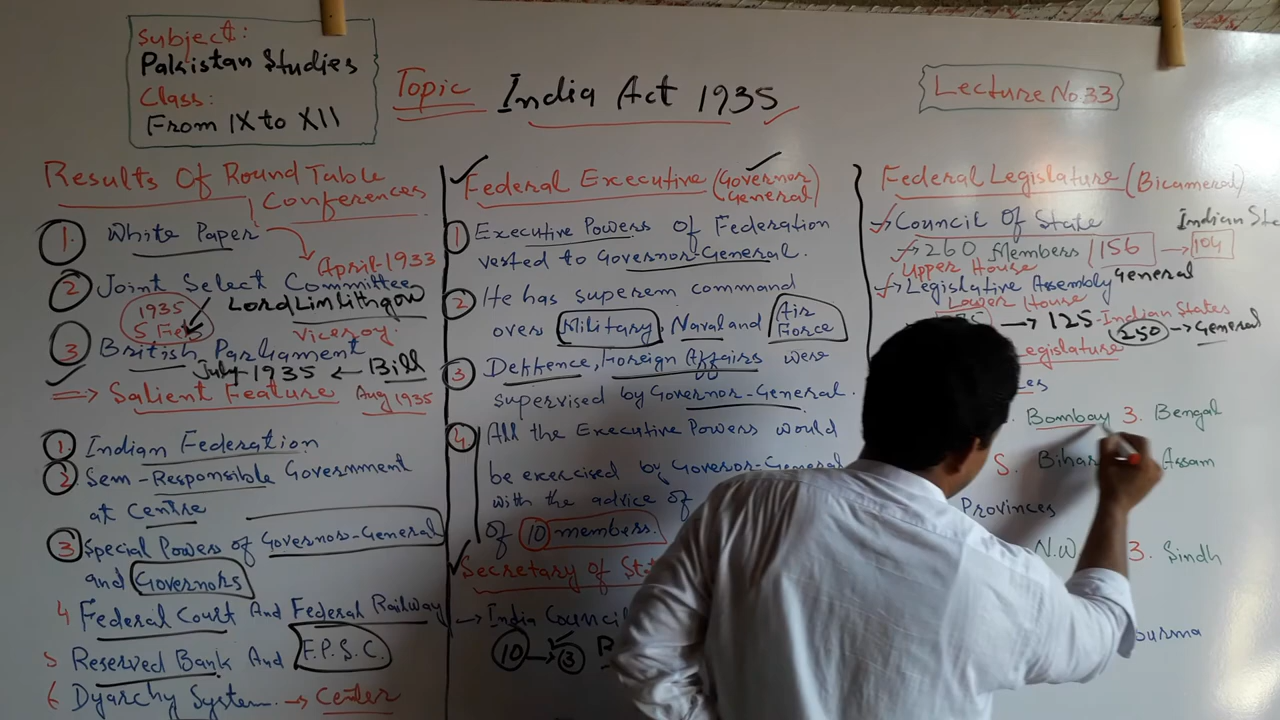 Subject:
Pakistan Studies
Class:
From IX to XII
Topic India Act 1935
Lecture No.33
Results Of Round Table
Conferences
1. White Paper
April-1933
2 Joint Select Committee
1935
5 Feb
Lord Limlithgow
Viceroy.
3 British Parliament
July 1935 ← Bill
⇒ Salient Feature Aug 1935
1 Indian Federation
2 Sem-Responsible Government
at Centre
3 Special Powers of Governors-General
and Governors
4 Federal Court And Federal Railway
5 Reserved Bank And F.P.S.C.
6 Dyarchy System → Center
Federal Executive (Governor
General)
1 Executive Powers of Federation
vested to Governor-General.
2 He has superem command
over Military, Naval and Air
Force
3 Deffence, Foreign Affairs were
supervised by Governor-General.
4 All the Executive Powers would
be exercised by Goveror-General
with the advice of
of 10 members.
Secretary of
→ India Council
10 → 3
Federal Legislature (Bicameral)
→ Council Of State
Indian
→ 260 Members / 156 → 104
Upper House
→ Legislative Assembly General
Lower House
→ 125-Indian States
250 → General
Legislature
Bombay 3. Bengal
5. Bihar Assam
Provinces
N.W 3. Sindh